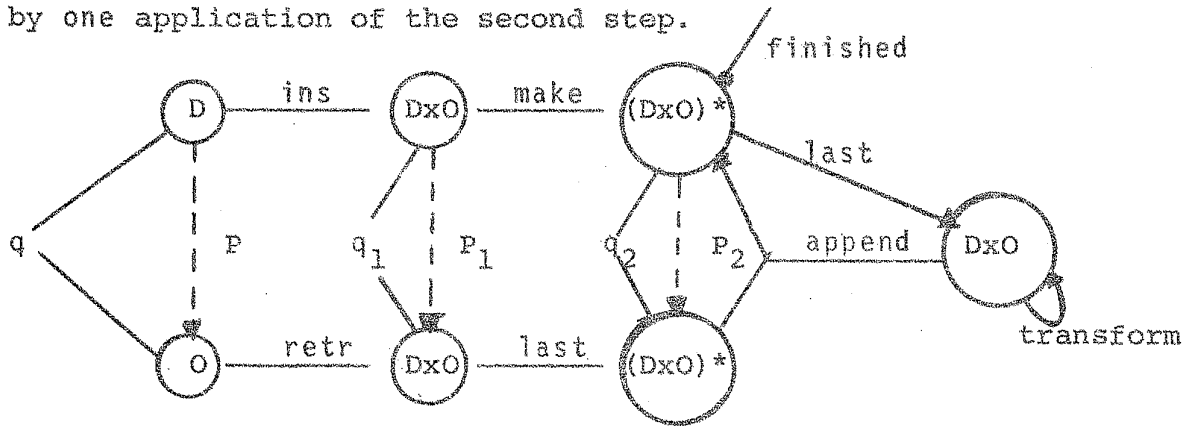 by one application of the second step.
finished
D ins DxO make (DxO)* last
q P q1 P1 q2 P2 append DxO
transform
O retr DxO last (DxO)*